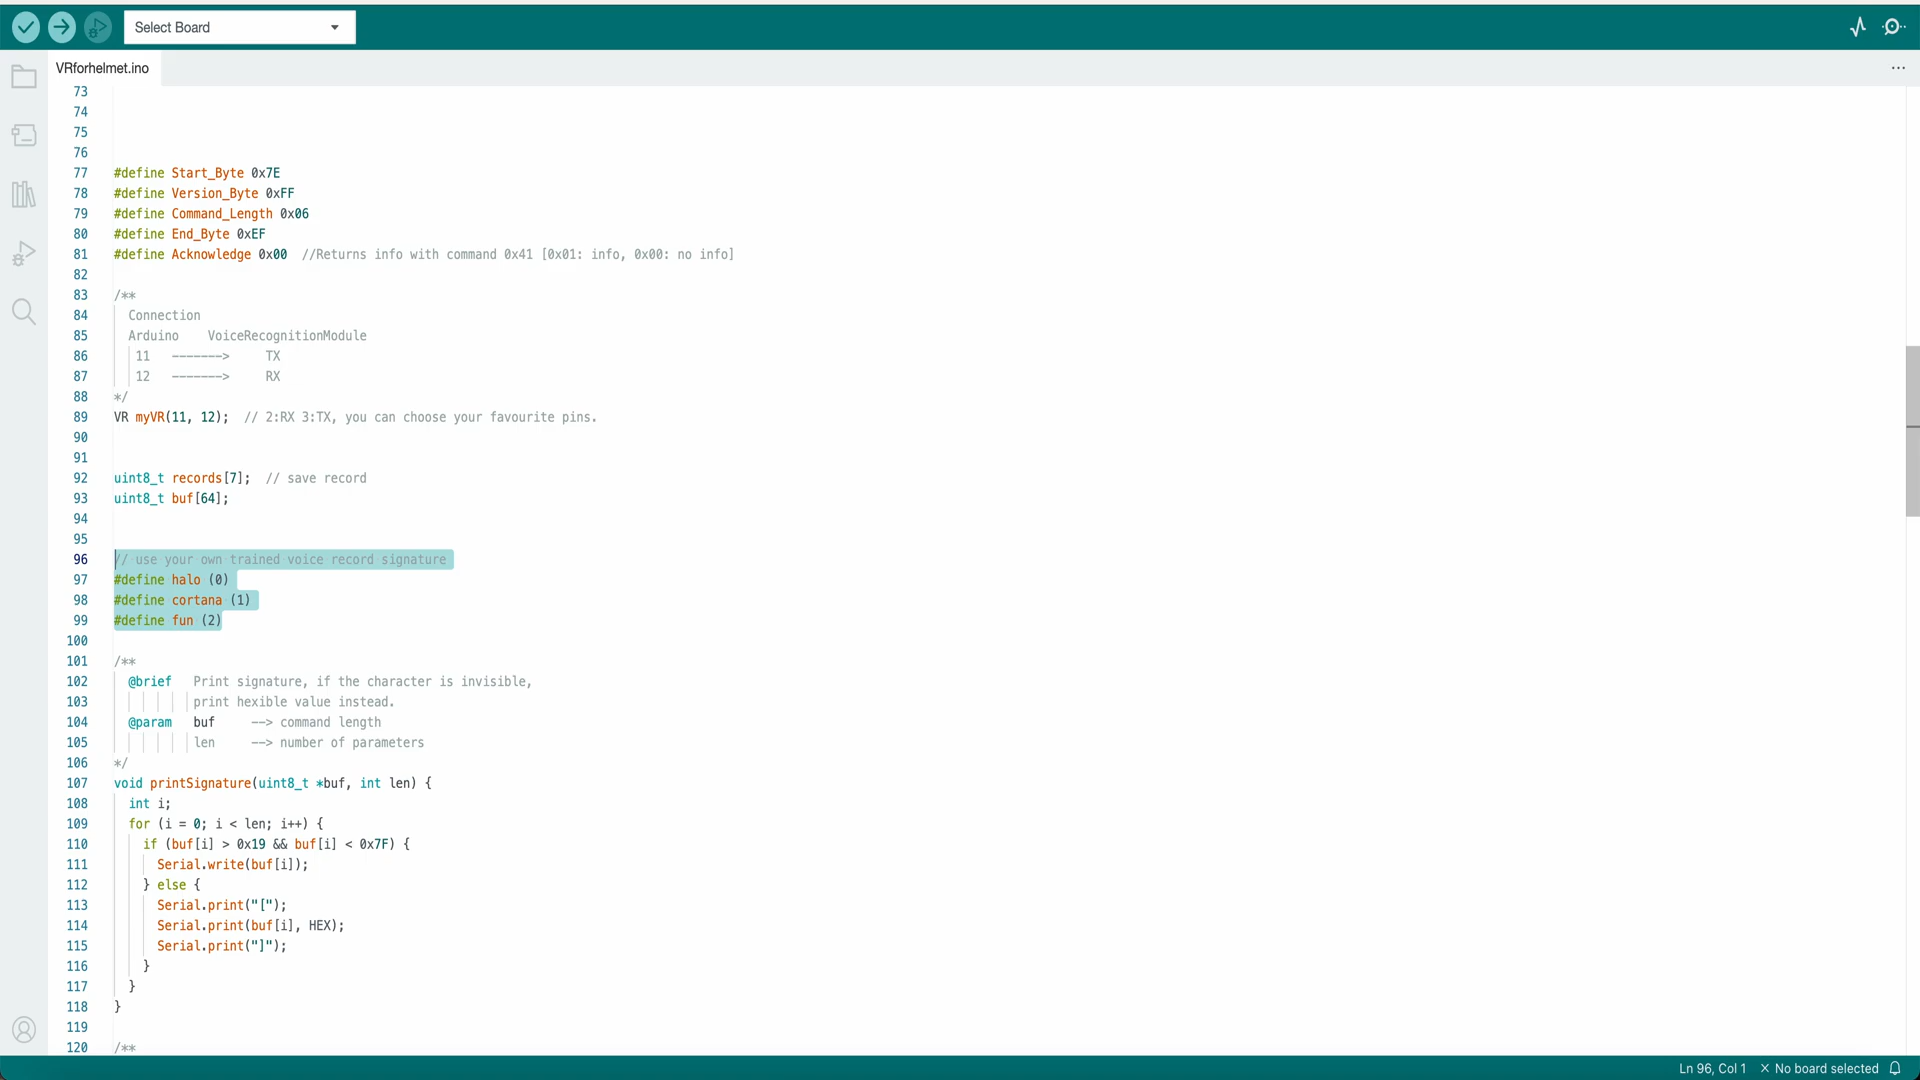 Select Board
VRforhelmet.ino
73
74
75
76
77 #define Start_Byte 0x7E
78 #define Version_Byte 0xFF
79 #define Command_Length 0x06
80 #define End_Byte 0xEF
81 #define Acknowledge 0x00  //Returns info with command 0x41 [0x01: info, 0x00: no info]
82
83 /**
84   Connection
85   Arduino    VoiceRecognitionModule
86    11   ------->     TX
87    12   ------->     RX
88 */
89 VR myVR(11, 12);  // 2:RX 3:TX, you can choose your favourite pins.
90
91
92 uint8_t records[7];  // save record
93 uint8_t buf[64];
94
95
96 // use your own trained voice record signature
97 #define halo (0)
98 #define cortana (1)
99 #define fun (2)
100
101 /**
102   @brief   Print signature, if the character is invisible,
103            print hexible value instead.
104   @param   buf     --> command length
105            len     --> number of parameters
106 */
107 void printSignature(uint8_t *buf, int len) {
108   int i;
109   for (i = 0; i < len; i++) {
110     if (buf[i] > 0x19 && buf[i] < 0x7F) {
111       Serial.write(buf[i]);
112     } else {
113       Serial.print("[");
114       Serial.print(buf[i], HEX);
115       Serial.print("]");
116     }
117   }
118 }
119
120 /**
Ln 96, Col 1 × No board selected